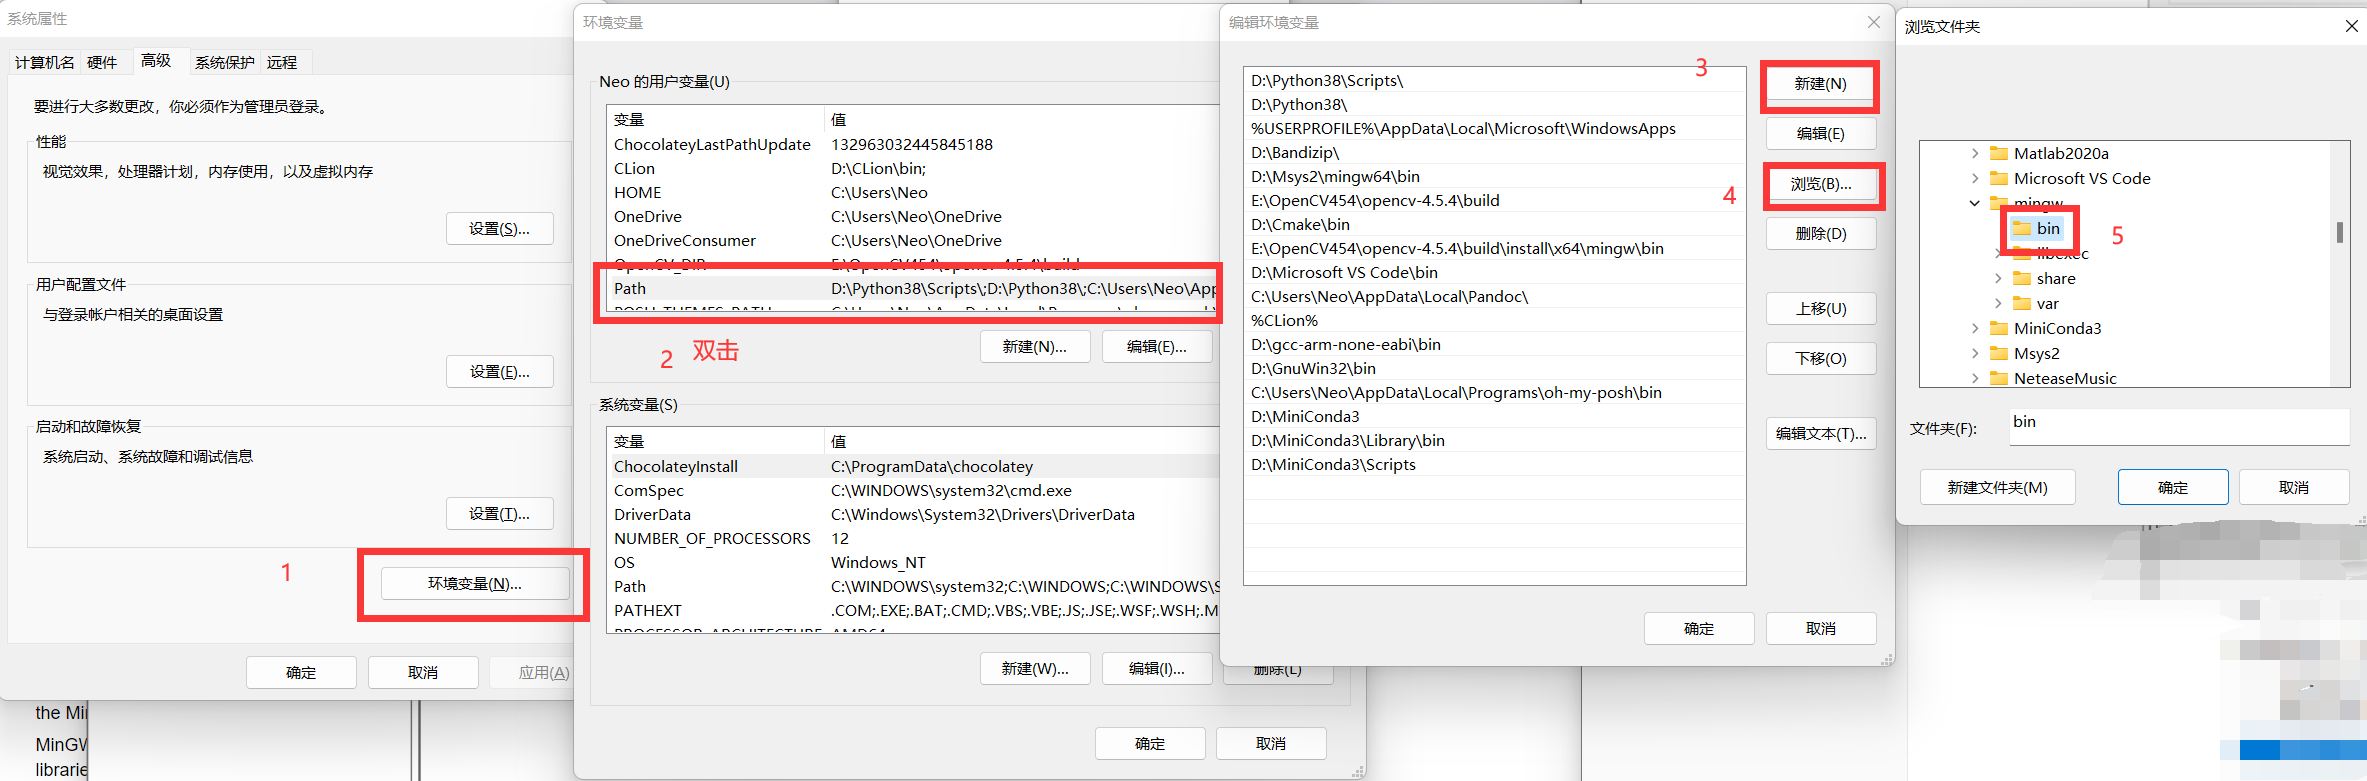 系统属性
计算机名
硬件
高级
系统保护
远程
要进行大多数更改，你必须作为管理员登录。
性能
视觉效果，处理器计划，内存使用，以及虚拟内存
设置(S)...
用户配置文件
与登录帐户相关的桌面设置
设置(E)...
启动和故障恢复
系统启动、系统故障和调试信息
设置(T)...
1
环境变量(N)...
确定
取消
应用(A)
the Mi
MinGW
librarie
环境变量
Neo 的用户变量(U)
变量 值
ChocolateyLastPathUpdate 132963032445845188
CLion D:\CLion\bin;
HOME C:\Users\Neo
OneDrive C:\Users\Neo\OneDrive
OneDriveConsumer C:\Users\Neo\OneDrive
OpenCV_DIR E:\OpenCV454\opencv-4.5.4\build
Path D:\Python38\Scripts\;D:\Python38\;C:\Users\Neo\App
2 双击
新建(N)...
编辑(E)...
系统变量(S)
变量 值
ChocolateyInstall C:\ProgramData\chocolatey
ComSpec C:\WINDOWS\system32\cmd.exe
DriverData C:\Windows\System32\Drivers\DriverData
NUMBER_OF_PROCESSORS 12
OS Windows_NT
Path C:\WINDOWS\system32;C:\WINDOWS;C:\WINDOWS\S
PATHEXT .COM;.EXE;.BAT;.CMD;.VBS;.VBE;.JS;.JSE;.WSF;.WSH;.M
PROCESSOR_ARCHITECTURE AMD64
新建(W)...
编辑(I)...
删除(L)
确定
取消
编辑环境变量
D:\Python38\Scripts\
D:\Python38\
%USERPROFILE%\AppData\Local\Microsoft\WindowsApps
D:\Bandizip\
D:\Msys2\mingw64\bin
E:\OpenCV454\opencv-4.5.4\build
D:\Cmake\bin
E:\OpenCV454\opencv-4.5.4\build\install\x64\mingw\bin
D:\Microsoft VS Code\bin
C:\Users\Neo\AppData\Local\Pandoc\
%CLion%
D:\gcc-arm-none-eabi\bin
D:\GnuWin32\bin
C:\Users\Neo\AppData\Local\Programs\oh-my-posh\bin
D:\MiniConda3
D:\MiniConda3\Library\bin
D:\MiniConda3\Scripts
3
新建(N)
编辑(E)
4
浏览(B)...
删除(D)
上移(U)
下移(O)
编辑文本(T)...
确定
取消
浏览文件夹
Matlab2020a
Microsoft VS Code
mingw
bin
5
libexec
share
var
MiniConda3
Msys2
NeteaseMusic
文件夹(F):
bin
新建文件夹(M)
确定
取消